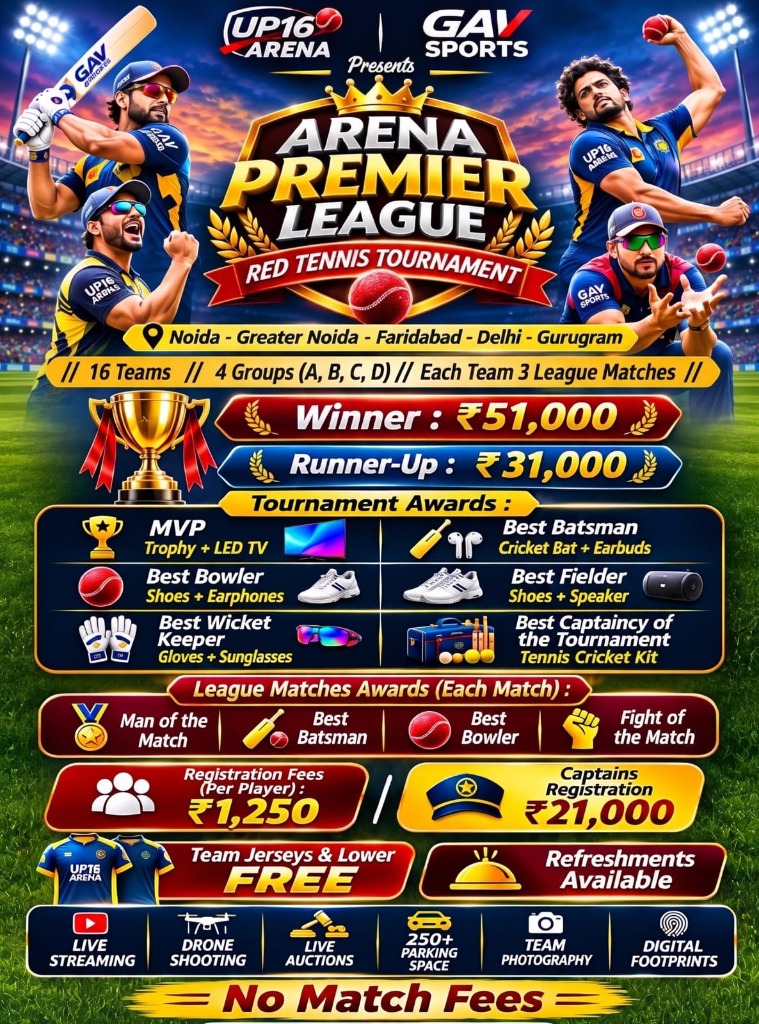 UP16
ARENA
GAV
SPORTS
Presents
GAV
ARENA
PREMIER
LEAGUE
RED TENNIS TOURNAMENT
UP16
UP16
GAV
SPORTS
Noida - Greater Noida - Faridabad - Delhi - Gurugram
// 16 Teams // 4 Groups (A, B, C, D) // Each Team 3 League Matches //
Winner : ₹51,000
Runner-Up : ₹31,000
Tournament Awards :
MVP
Trophy + LED TV
Best Batsman
Cricket Bat + Earbuds
Best Bowler
Shoes + Earphones
Best Fielder
Shoes + Speaker
Best Wicket
Keeper
Gloves + Sunglasses
Best Captaincy of
the Tournament
Tennis Cricket Kit
League Matches Awards (Each Match) :
Man of the
Match
Best
Batsman
Best
Bowler
Fight of
the Match
Registration Fees
(Per Player) :
₹1,250
Captains
Registration
₹21,000
UP16
ARENA
Team Jerseys & Lower
FREE
Refreshments
Available
LIVE
STREAMING
DRONE
SHOOTING
LIVE
AUCTIONS
250+
PARKING
SPACE
TEAM
PHOTOGRAPHY
DIGITAL
FOOTPRINTS
No Match Fees